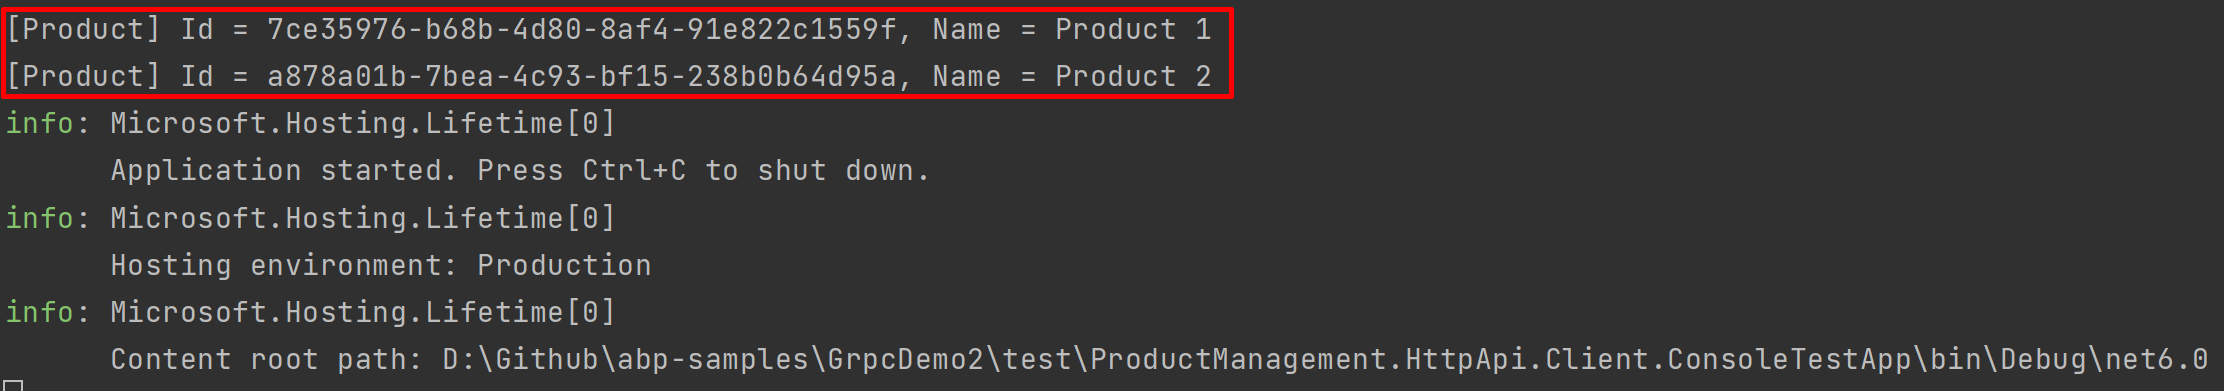 [Product] Id = 7ce35976-b68b-4d80-8af4-91e822c1559f, Name = Product 1
[Product] Id = a878a01b-7bea-4c93-bf15-238b0b64d95a, Name = Product 2
info: Microsoft.Hosting.Lifetime[0]
      Application started. Press Ctrl+C to shut down.
info: Microsoft.Hosting.Lifetime[0]
      Hosting environment: Production
info: Microsoft.Hosting.Lifetime[0]
      Content root path: D:\Github\abp-samples\GrpcDemo2\test\ProductManagement.HttpApi.Client.ConsoleTestApp\bin\Debug\net6.0